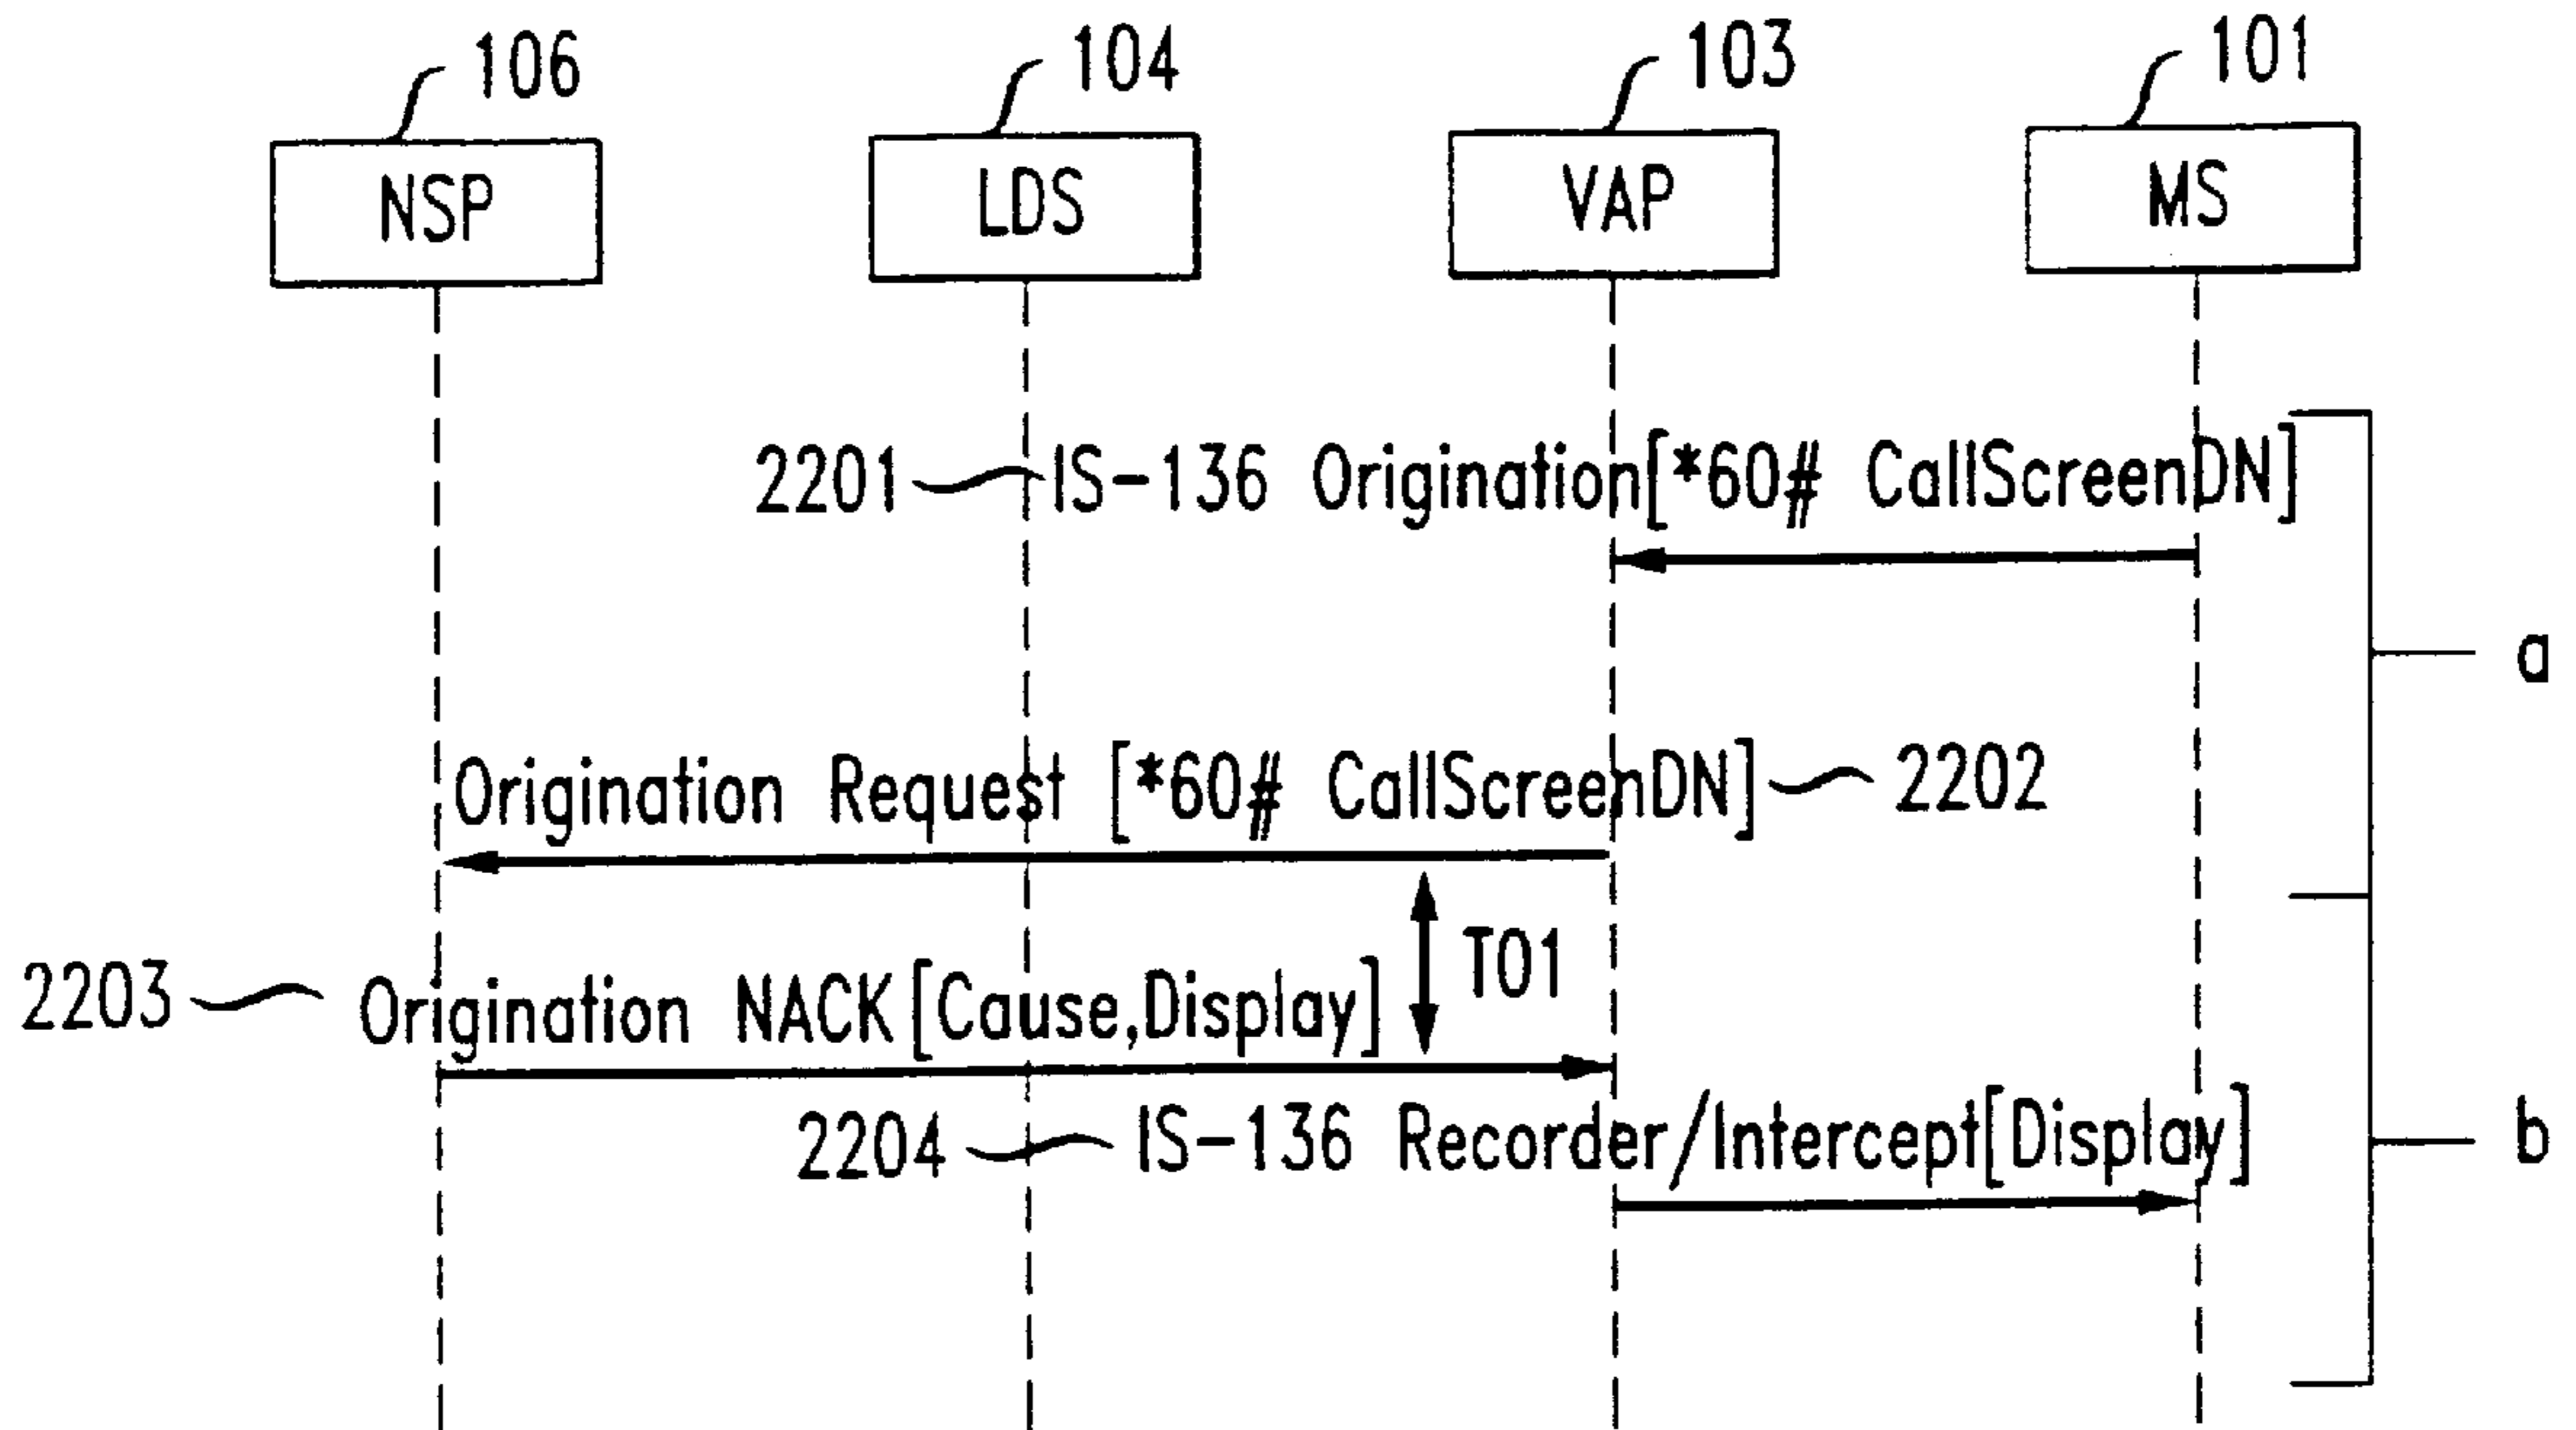 106
104
103
101
NSP
LDS
VAP
MS
2201 IS-136 Origination[*60# CallScreenDN]
a
Origination Request [*60# CallScreenDN] 2202
T01
2203 Origination NACK[Cause,Display]
2204 IS-136 Recorder/Intercept[Display]
b